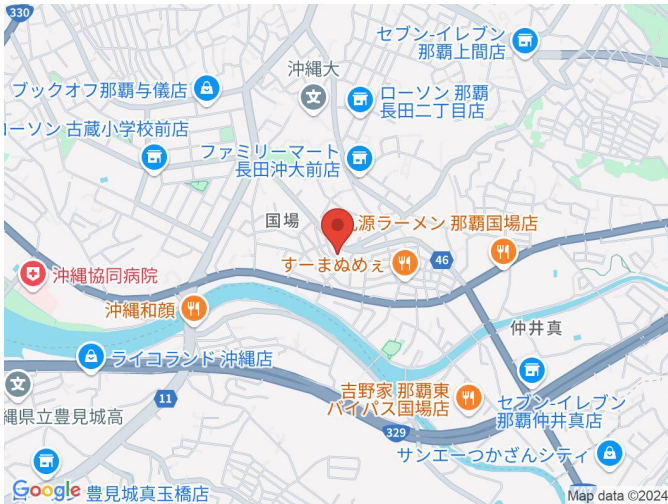 330
セブン-イレブン
那覇上間店
沖縄大
ブックオフ那覇与儀店
ローソン 那覇
長田二丁目店
ローソン 古蔵小学校前店
ファミリーマート
長田沖大前店
国場
源ラーメン 那覇国場店
すーまぬめぇ
46
沖縄協同病院
沖縄和顔
仲井真
ライコランド 沖縄店
吉野家 那覇東
バイパス国場店
セブン-イレブン
那覇仲井真店
11
縄県立豊見城高
329
サンエーつかざんシティ
Google
豊見城真玉橋店
Map data ©2024